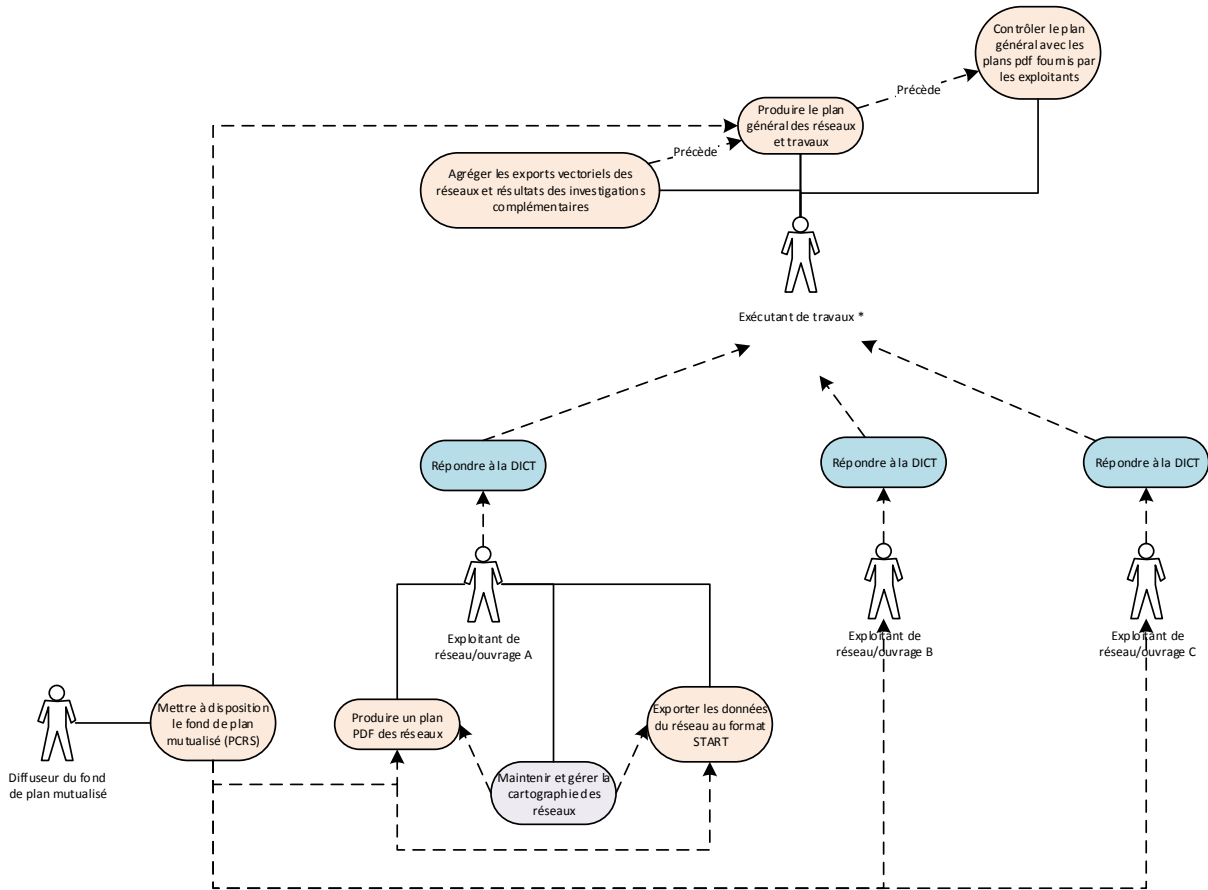 Contrôler le plan
général avec les
plans pdf fournis par
les exploitants
Précède
Produire le plan
général des réseaux
et travaux
Précède
Agréger les exports vectoriels des
réseaux et résultats des investigations
complémentaires
Exécutant de travaux *
Répondre à la DICT
Répondre à la DICT
Répondre à la DICT
Exploitant de
réseau/ouvrage A
Exploitant de
réseau/ouvrage B
Exploitant de
réseau/ouvrage C
Mettre à disposition
le fond de plan
mutualisé (PCRS)
Produire un plan
PDF des réseaux
Exporter les données
du réseau au format
START
Maintenir et gérer la
cartographie des
réseaux
Diffuseur du fond
de plan mutualisé